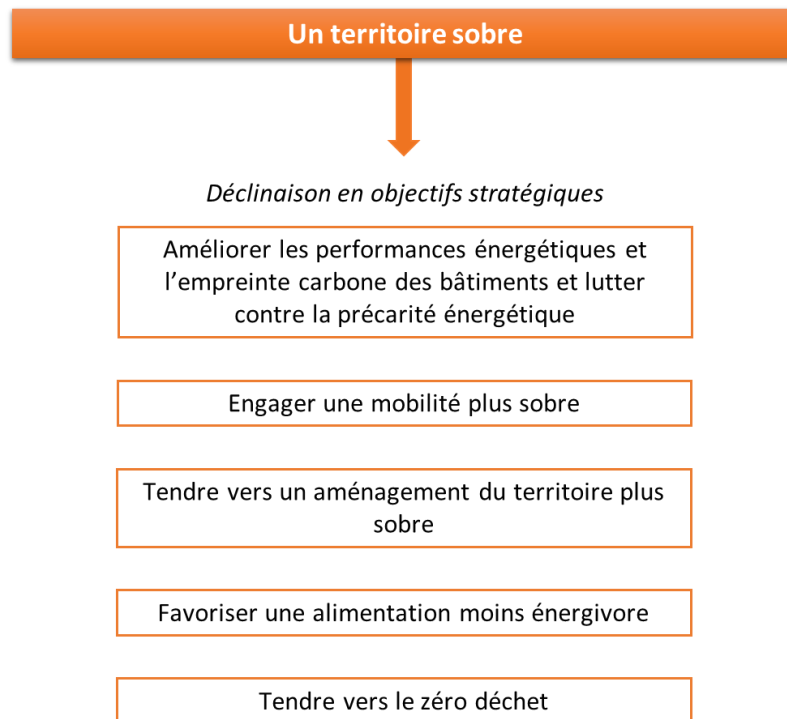 Un territoire sobre
Déclinaison en objectifs stratégiques
Améliorer les performances énergétiques et
l’empreinte carbone des bâtiments et lutter
contre la précarité énergétique
Engager une mobilité plus sobre
Tendre vers un aménagement du territoire plus
sobre
Favoriser une alimentation moins énergivore
Tendre vers le zéro déchet